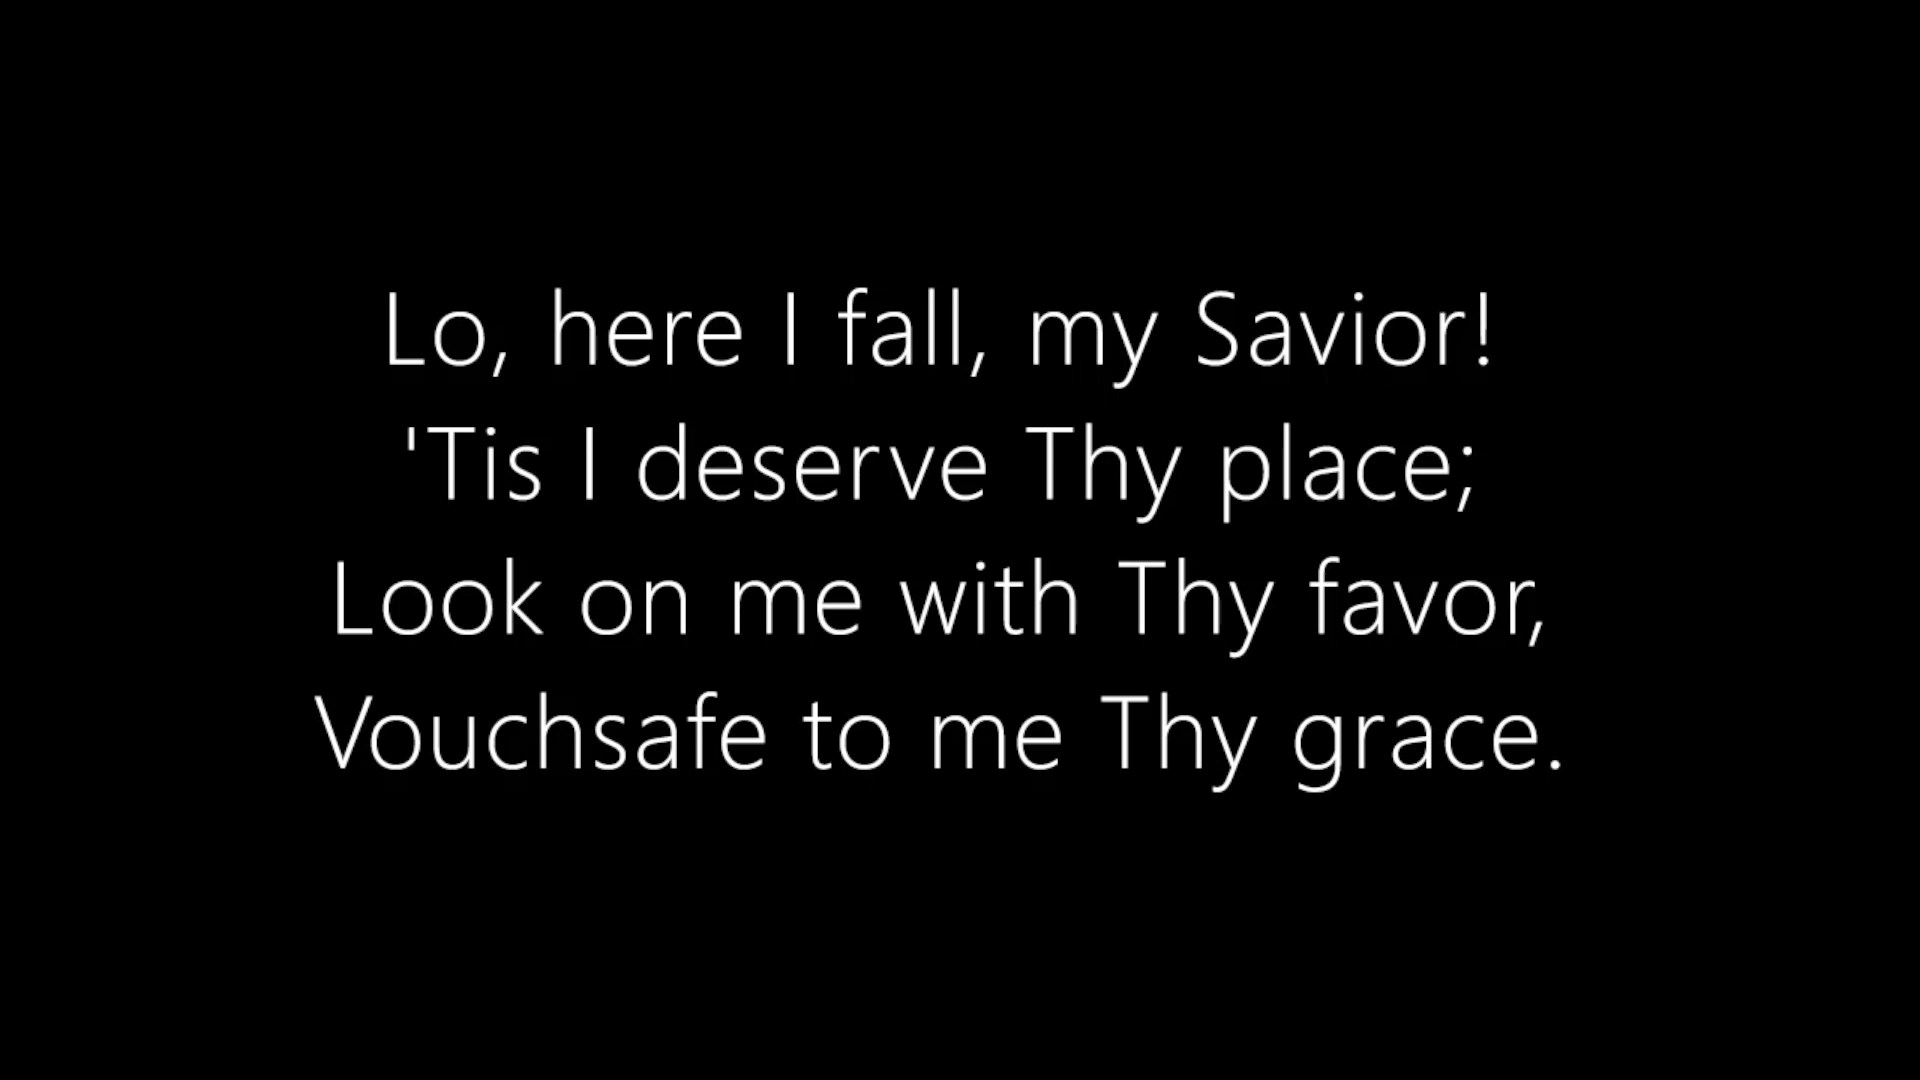 Lo, here I fall, my Savior!
'Tis I deserve Thy place;
Look on me with Thy favor,
Vouchsafe to me Thy grace.